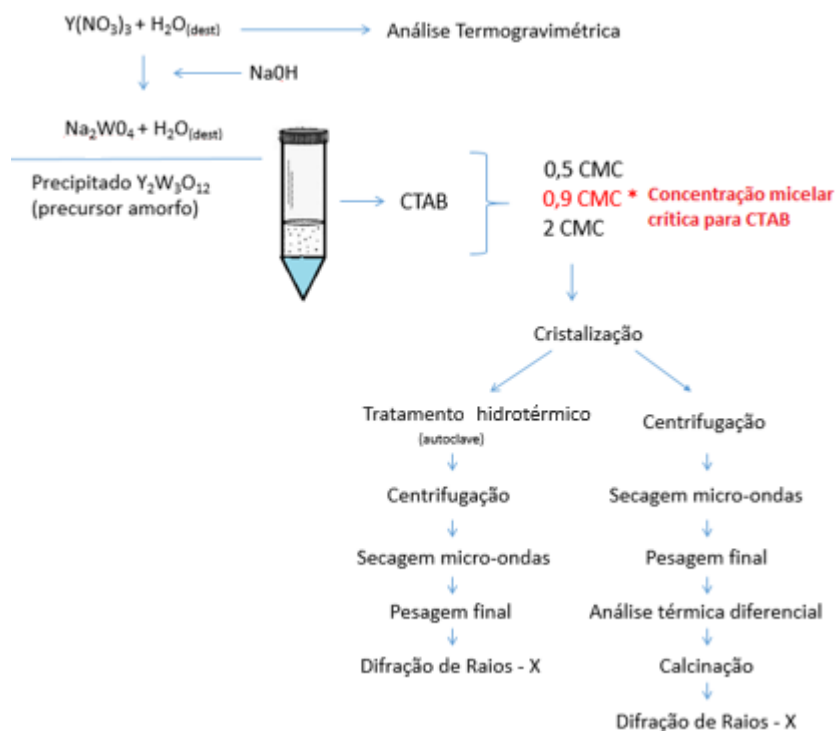 Y(NO₃)₃ + H₂O(dest)
Análise Termogravimétrica
Na0H
Na₂W0₄ + H₂O(dest)
Precipitado Y₂W₃O₁₂
(precursor amorfo)
CTAB
0,5 CMC
0,9 CMC * Concentração micelar
crítica para CTAB
2 CMC
Cristalização
Tratamento hidrotérmico
(autoclave)
Centrifugação
Secagem micro-ondas
Pesagem final
Difração de Raios - X
Centrifugação
Secagem micro-ondas
Pesagem final
Análise térmica diferencial
Calcinação
Difração de Raios - X